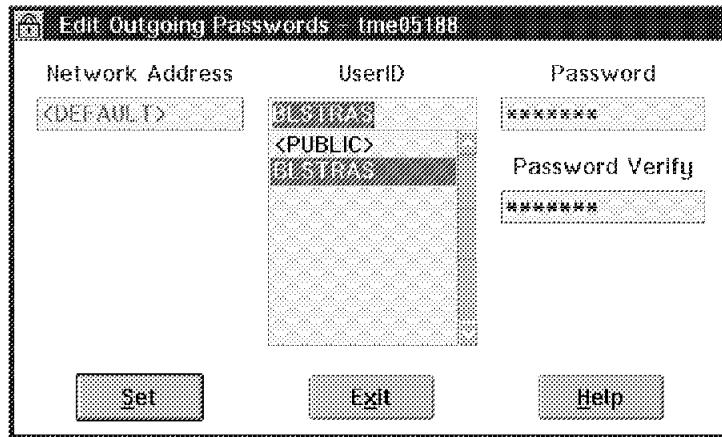 Edit Outgoing Passwords - tme05188
Network Address
UserID
Password
<DEFAULT>
BLSTRAS
*******
<PUBLIC>
BLSTRAS
Password Verify
*******
Set
Exit
Help